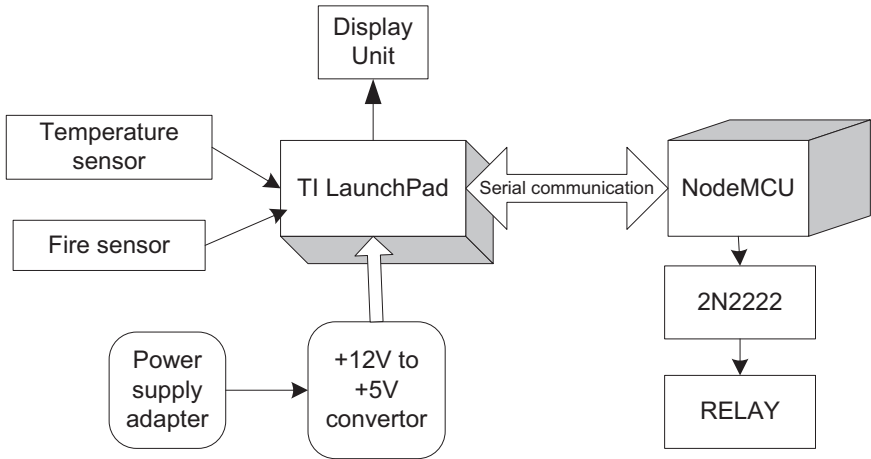 Display
Unit
Temperature
sensor
TI LaunchPad
Serial communication
NodeMCU
Fire sensor
2N2222
Power
supply
adapter
+12V to
+5V
convertor
RELAY